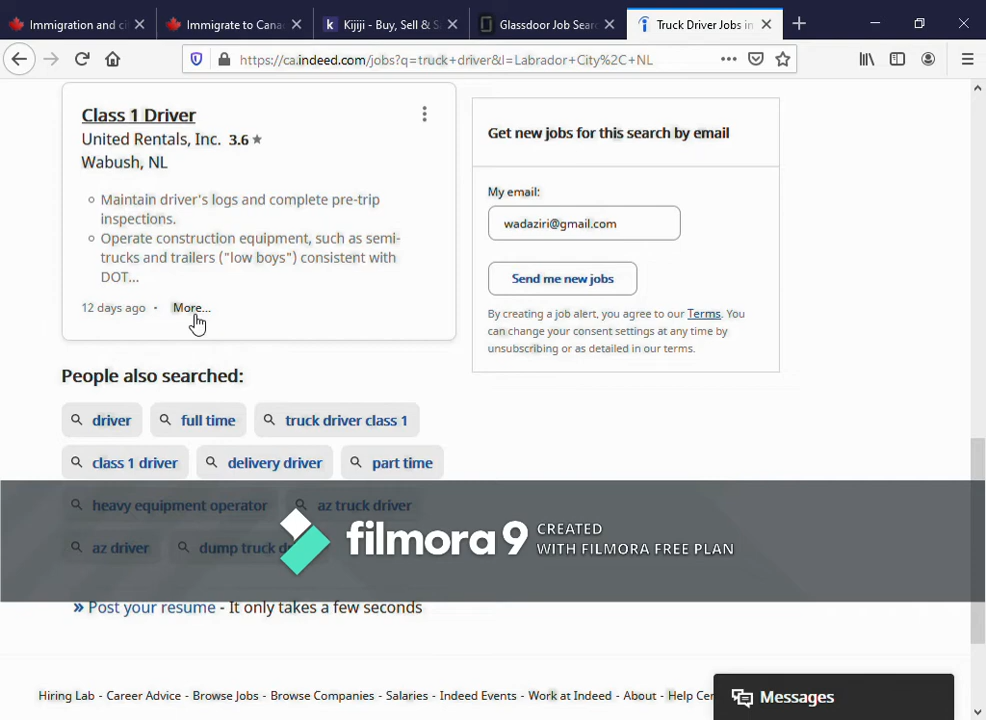 Immigration and ci
Immigrate to Cana
Kijiji - Buy, Sell & S
Glassdoor Job Sear
Truck Driver Jobs in
https://ca.indeed.com/jobs?q=truck+driver&l=Labrador+City%2C+NL
Class 1 Driver
United Rentals, Inc. 3.6
Wabush, NL
Maintain driver's logs and complete pre-trip
inspections.
Operate construction equipment, such as semi-
trucks and trailers ("low boys") consistent with
DOT...
12 days ago · More...
Get new jobs for this search by email
My email:
wadaziri@gmail.com
Send me new jobs
By creating a job alert, you agree to our Terms. You
can change your consent settings at any time by
unsubscribing or as detailed in our terms.
People also searched:
driver
full time
truck driver class 1
class 1 driver
delivery driver
part time
heavy equipment operator
az truck driver
az driver
dump truck d
filmora 9 CREATED
WITH FILMORA FREE PLAN
» Post your resume - It only takes a few seconds
Hiring Lab - Career Advice - Browse Jobs - Browse Companies - Salaries - Indeed Events - Work at Indeed - About - Help Cen
Messages